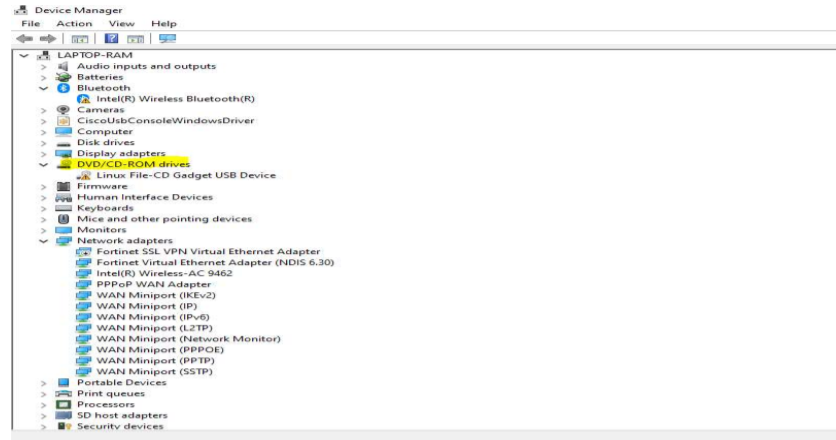 Device Manager
File Action View Help
LAPTOP-RAM
Audio inputs and outputs
Batteries
Bluetooth
Intel(R) Wireless Bluetooth(R)
Cameras
CiscoUsbConsoleWindowsDriver
Computer
Disk drives
Display adapters
DVD/CD-ROM drives
Linux File-CD Gadget USB Device
Firmware
Human Interface Devices
Keyboards
Mice and other pointing devices
Monitors
Network adapters
Fortinet SSL VPN Virtual Ethernet Adapter
Fortinet Virtual Ethernet Adapter (NDIS 6.30)
Intel(R) Wireless-AC 9462
PPPoP WAN Adapter
WAN Miniport (IKEv2)
WAN Miniport (IP)
WAN Miniport (IPv6)
WAN Miniport (L2TP)
WAN Miniport (Network Monitor)
WAN Miniport (PPPOE)
WAN Miniport (PPTP)
WAN Miniport (SSTP)
Portable Devices
Print queues
Processors
SD host adapters
Security devices